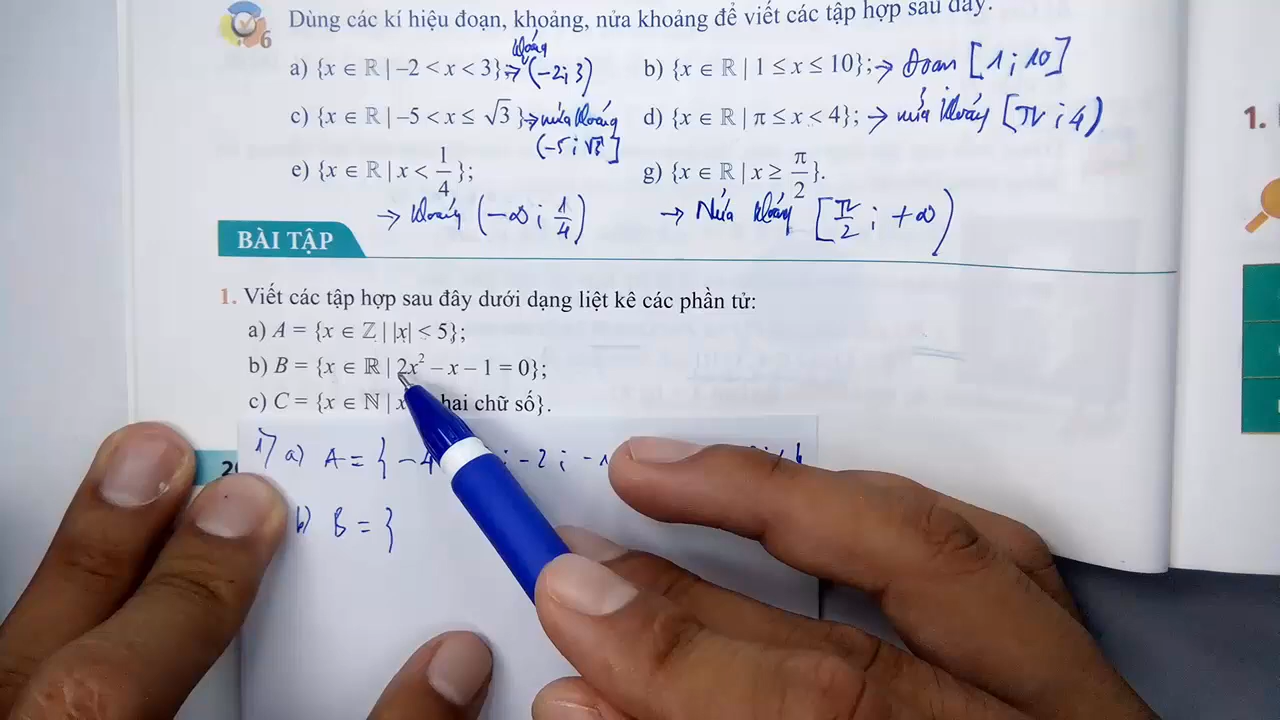 6 Dùng các kí hiệu đoạn, khoảng, nửa khoảng để viết các tập hợp sau đây:
a) {x ∈ ℝ | −2 < x < 3}; → khoảng (−2; 3)
b) {x ∈ ℝ | 1 ≤ x ≤ 10}; → Đoạn [1; 10]
c) {x ∈ ℝ | −5 < x ≤ √3 } → nửa khoảng (−5; √3]
d) {x ∈ ℝ | π ≤ x < 4}; → nửa khoảng [π; 4)
e) {x ∈ ℝ | x < 1/4};
g) {x ∈ ℝ | x ≥ π/2}.
→ khoảng (−∞; 1/4)
→ Nửa khoảng [π/2; +∞)
BÀI TẬP
1. Viết các tập hợp sau đây dưới dạng liệt kê các phần tử:
a) A = {x ∈ ℤ | |x| < 5};
b) B = {x ∈ ℝ | 2x² − x − 1 = 0};
c) C = {x ∈ ℕ | x hai chữ số}.
1) a) A = { −4 ; −2 ; −1
b) B = {
1.